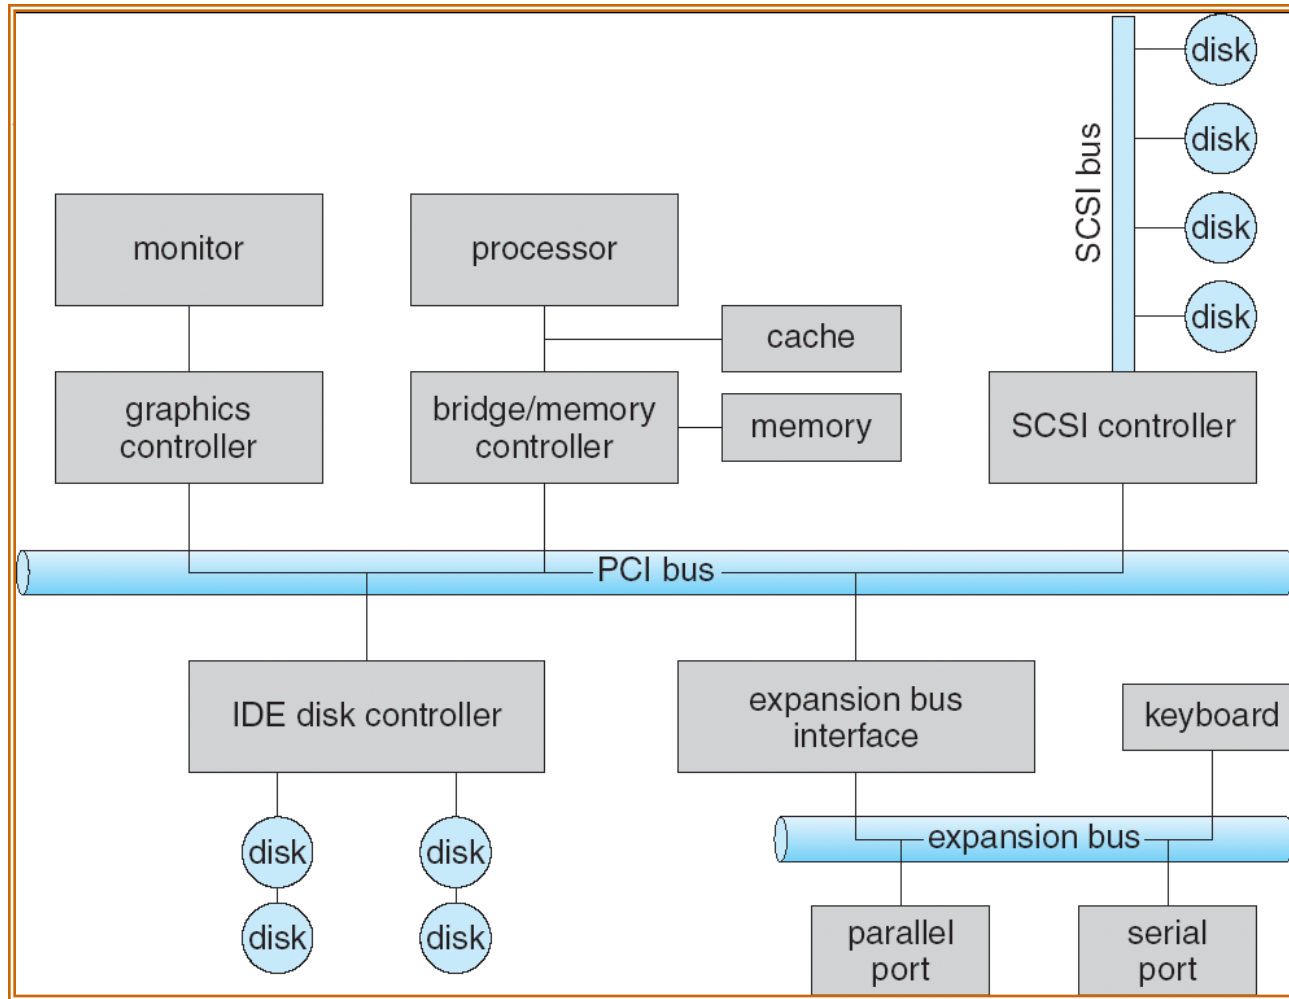 disk
disk
disk
disk
SCSI bus
monitor
processor
cache
graphics
controller
bridge/memory
controller
memory
SCSI controller
PCI bus
IDE disk controller
expansion bus
interface
keyboard
disk
disk
disk
disk
expansion bus
parallel
port
serial
port